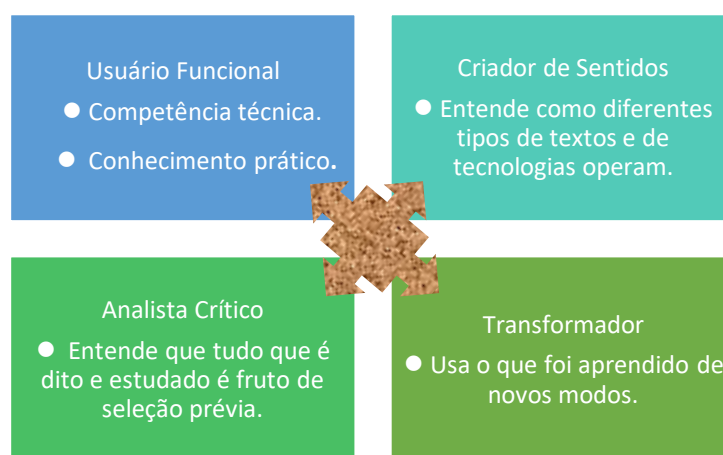 Usuário Funcional
● Competência técnica.
● Conhecimento prático.
Criador de Sentidos
● Entende como diferentes
tipos de textos e de
tecnologias operam.
Analista Crítico
● Entende que tudo que é
dito e estudado é fruto de
seleção prévia.
Transformador
● Usa o que foi aprendido de
novos modos.